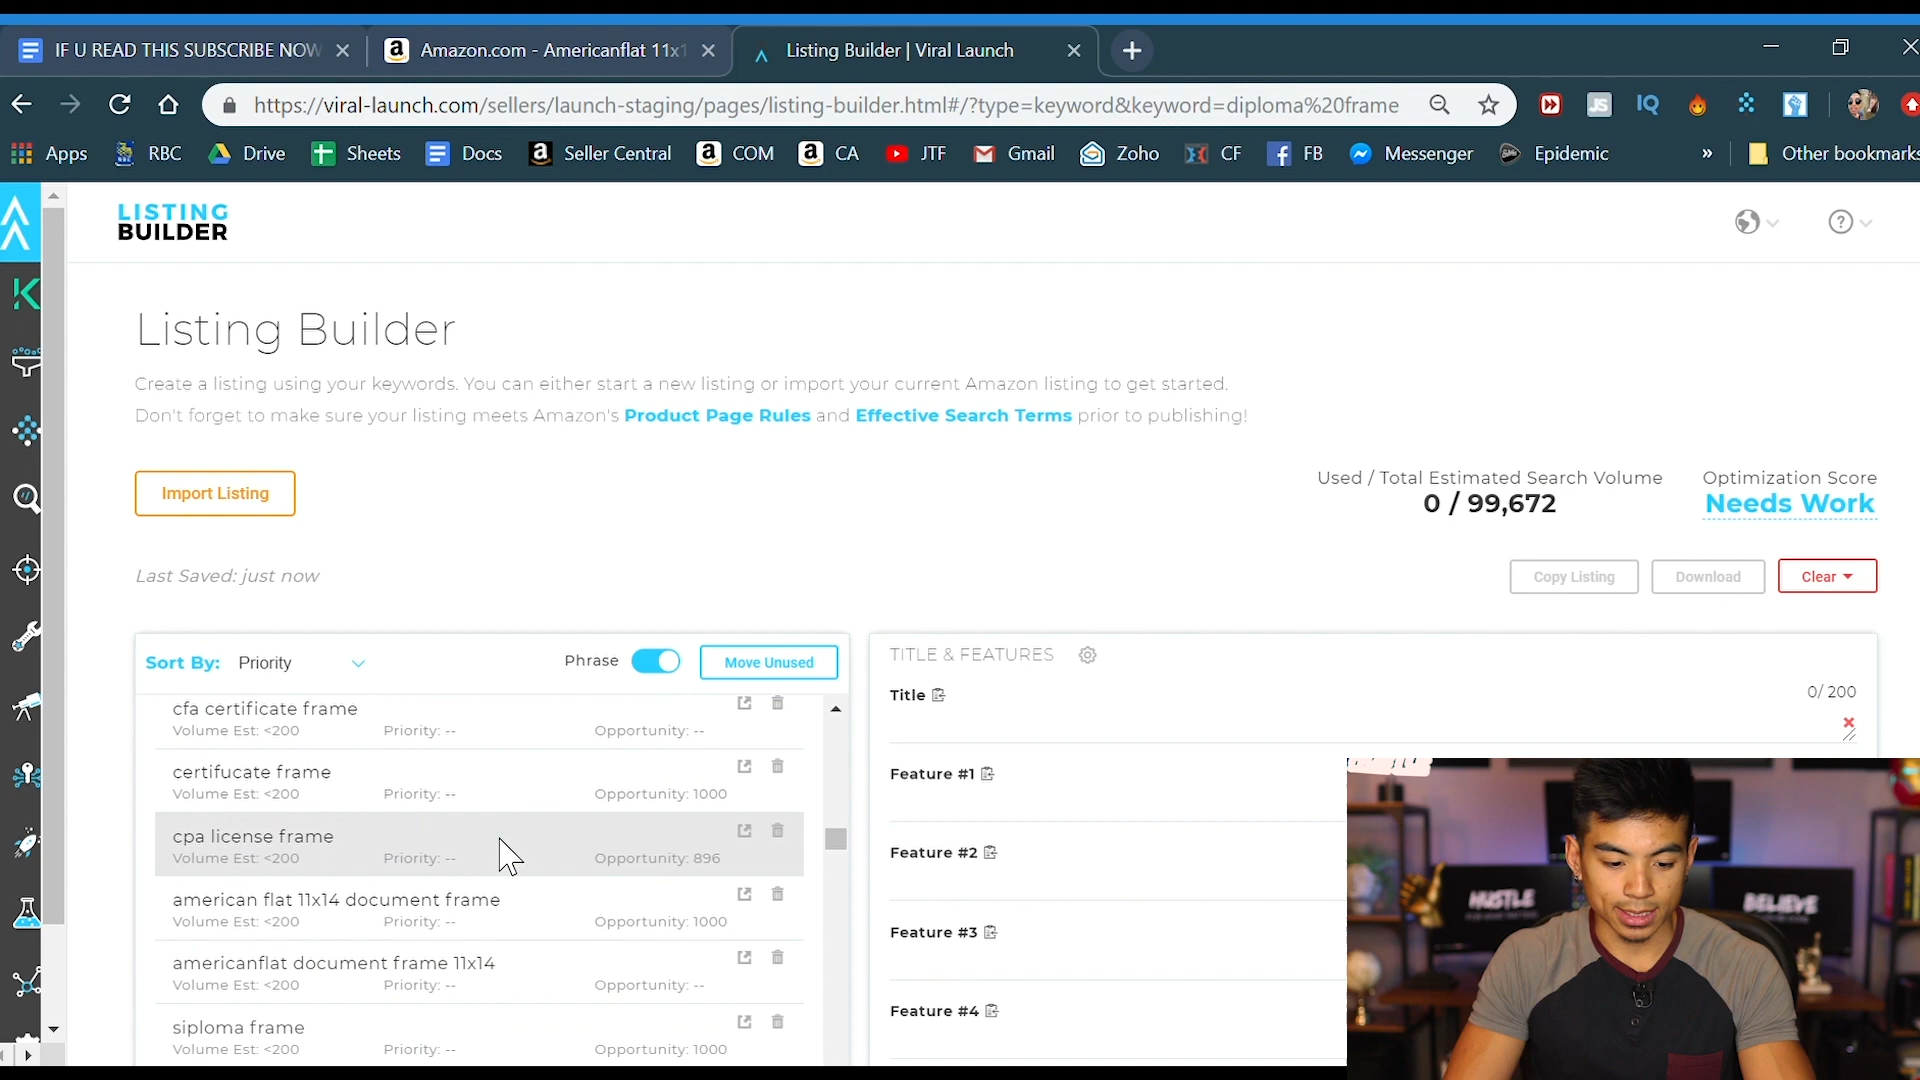 IF U READ THIS SUBSCRIBE NOW
Amazon.com - Americanflat 11x1
Listing Builder | Viral Launch
https://viral-launch.com/sellers/launch-staging/pages/listing-builder.html#/?type=keyword&keyword=diploma%20frame
JS
IQ
Apps
RBC
Drive
Sheets
Docs
Seller Central
COM
CA
JTF
Gmail
Zoho
CF
FB
Messenger
Epidemic
»
Other bookmarks
LISTING
BUILDER
Listing Builder
Create a listing using your keywords. You can either start a new listing or import your current Amazon listing to get started.
Don't forget to make sure your listing meets Amazon's Product Page Rules and Effective Search Terms prior to publishing!
Import Listing
Used / Total Estimated Search Volume
0 / 99,672
Optimization Score
Needs Work
Last Saved: just now
Copy Listing
Download
Clear
Sort By: Priority
Phrase
Move Unused
cfa certificate frame
Volume Est: <200 Priority: -- Opportunity: --
certifucate frame
Volume Est: <200 Priority: -- Opportunity: 1000
cpa license frame
Volume Est: <200 Priority: -- Opportunity: 896
american flat 11x14 document frame
Volume Est: <200 Priority: -- Opportunity: 1000
americanflat document frame 11x14
Volume Est: <200 Priority: -- Opportunity: --
siploma frame
Volume Est: <200 Priority: -- Opportunity: 1000
TITLE & FEATURES
Title
0/ 200
Feature #1
Feature #2
Feature #3
Feature #4
HUSTLE
BELIEVE